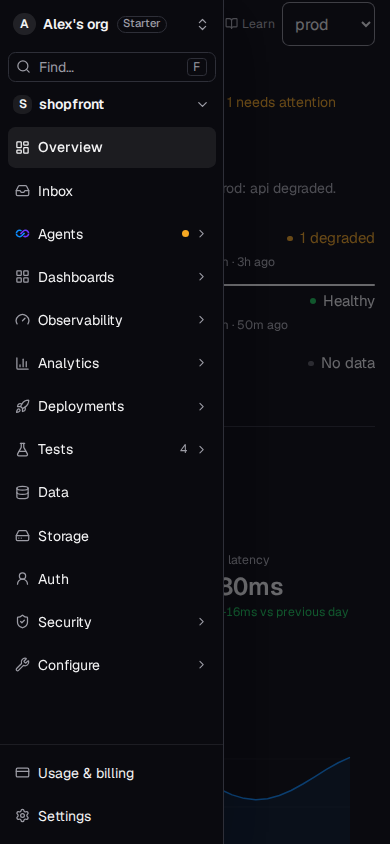 A Alex's org Starter
Learn
prod
Find... F
S shopfront
1 needs attention
Overview
Inbox
rod: api degraded.
Agents
1 degraded
· 3h ago
Dashboards
Healthy
Observability
· 50m ago
Analytics
No data
Deployments
Tests 4
Data
Storage
latency
Auth
80ms
16ms vs previous day
Security
Configure
Usage & billing
Settings